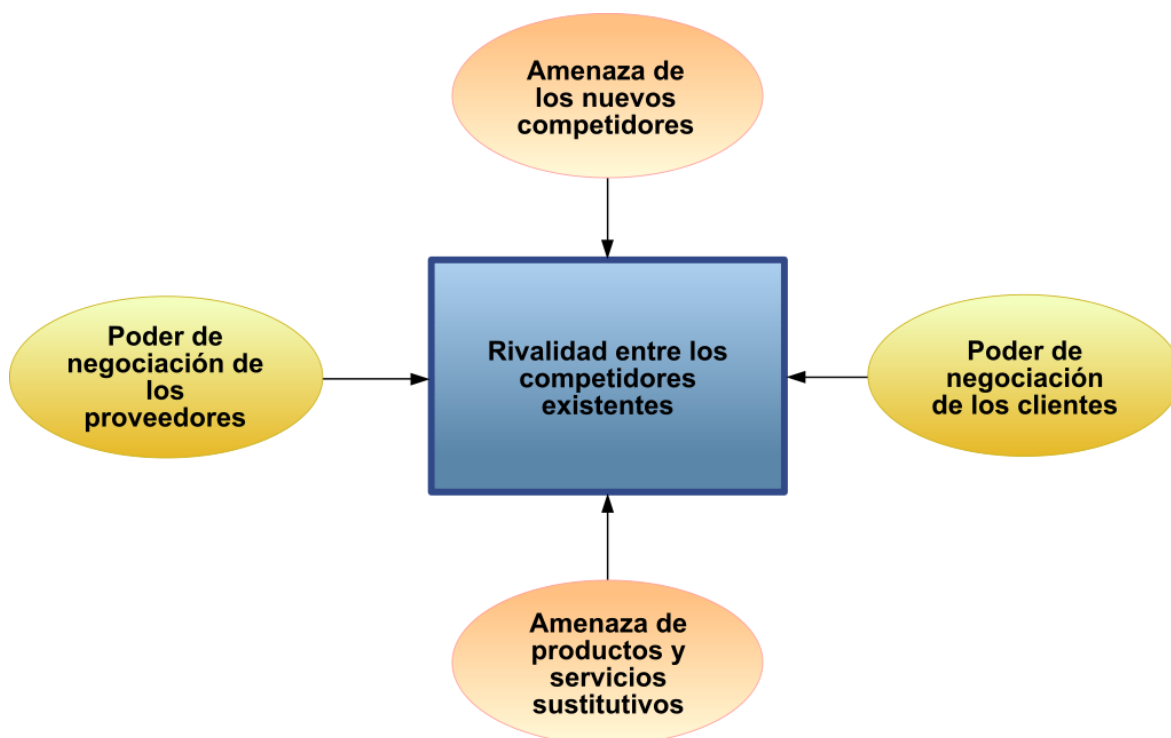 Amenaza de
los nuevos
competidores
Poder de
negociación de
los
proveedores
Rivalidad entre los
competidores
existentes
Poder de
negociación
de los clientes
Amenaza de
productos y
servicios
sustitutivos